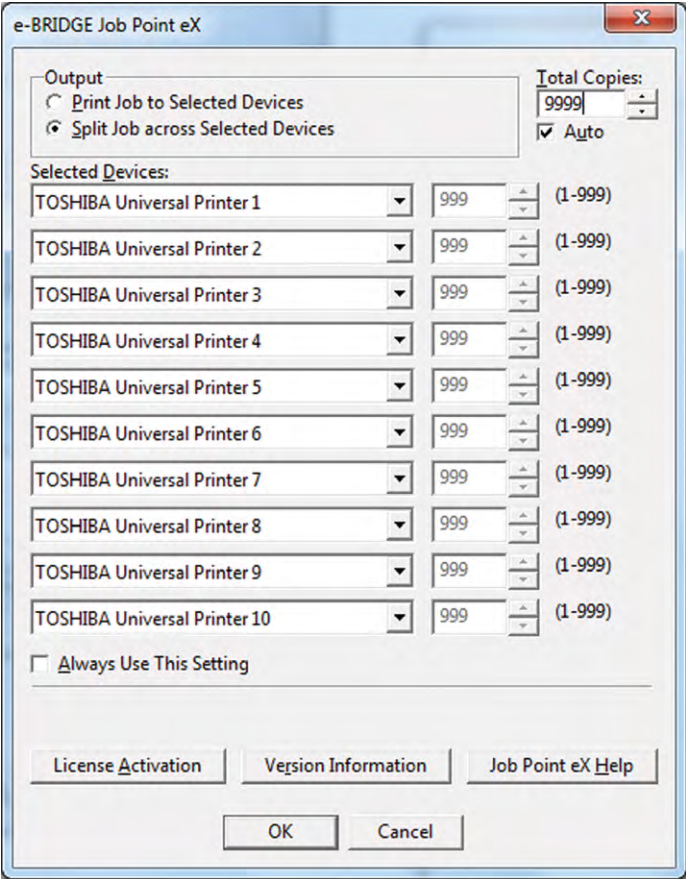 e-BRIDGE Job Point eX
Output
Print Job to Selected Devices
Split Job across Selected Devices
Total Copies:
9999
Auto
Selected Devices:
TOSHIBA Universal Printer 1 999 (1-999)
TOSHIBA Universal Printer 2 999 (1-999)
TOSHIBA Universal Printer 3 999 (1-999)
TOSHIBA Universal Printer 4 999 (1-999)
TOSHIBA Universal Printer 5 999 (1-999)
TOSHIBA Universal Printer 6 999 (1-999)
TOSHIBA Universal Printer 7 999 (1-999)
TOSHIBA Universal Printer 8 999 (1-999)
TOSHIBA Universal Printer 9 999 (1-999)
TOSHIBA Universal Printer 10 999 (1-999)
Always Use This Setting
License Activation Version Information Job Point eX Help
OK Cancel